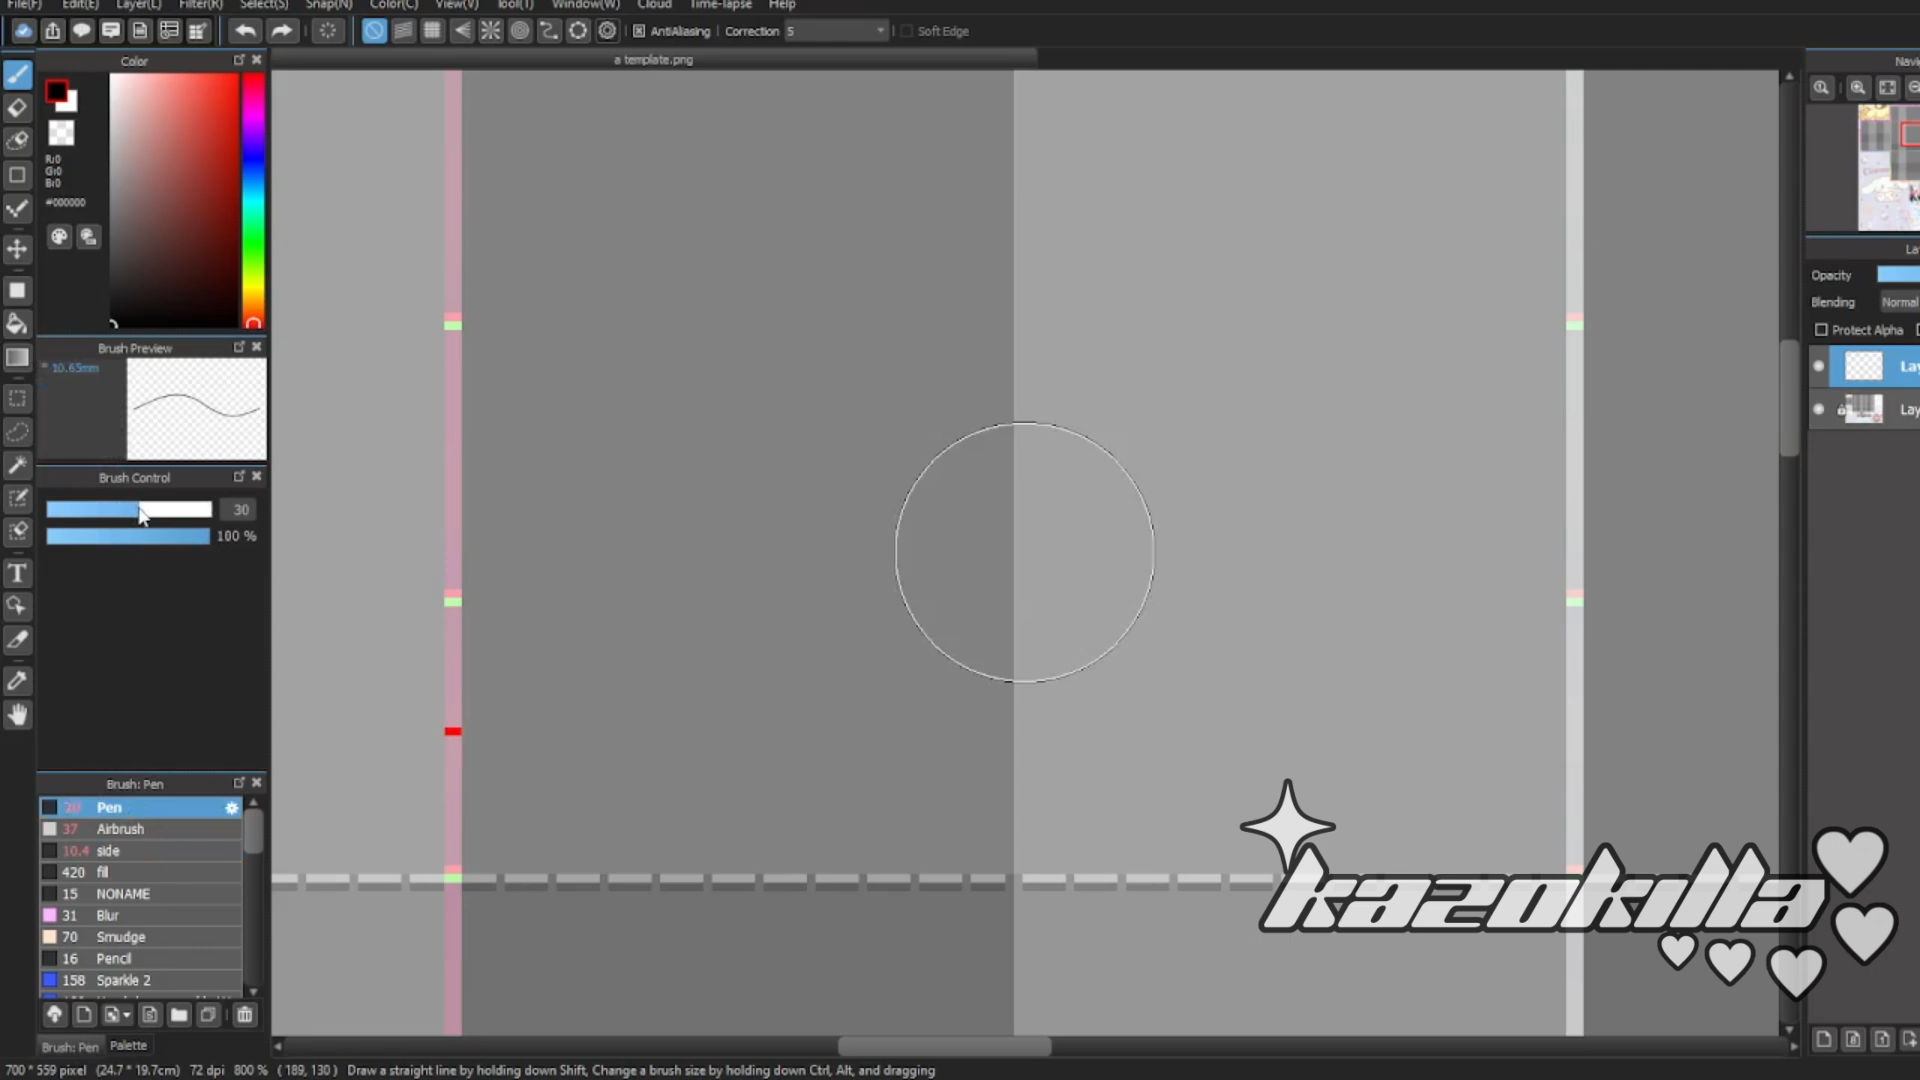 File(F) Edit(E) Layer(L) Filter(R) Select(S) Snap(N) Color(C) View(V) Tool(T) Window(W) Cloud Time-lapse Help
AntiAliasing Correction 5 Soft Edge
Color
a template.png
R:0
G:0
B:0
#000000
Opacity
Blending Normal
Protect Alpha
Brush Preview
10.65mm
Brush Control
30
100 %
Brush: Pen
Pen
37 Airbrush
10.4 side
420 fill
15 NONAME
31 Blur
70 Smudge
16 Pencil
158 Sparkle 2
Brush: Pen Palette
kazokilla
700 * 559 pixel (24.7 * 19.7cm) 72 dpi 800 % ( 189, 130 ) Draw a straight line by holding down Shift, Change a brush size by holding down Ctrl, Alt, and dragging